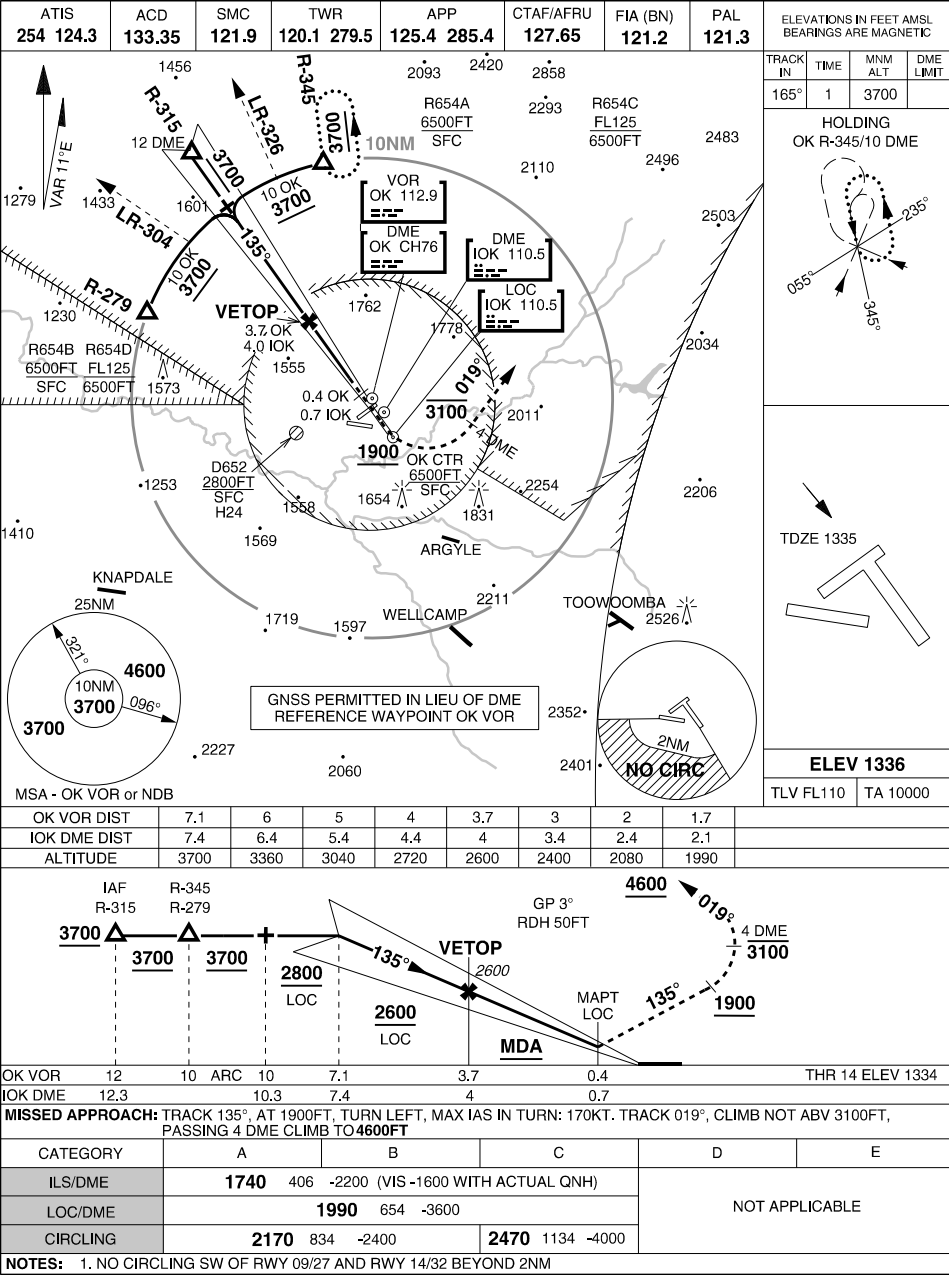 ATIS ACD SMC TWR APP CTAF/AFRU FIA (BN) PAL
254 124.3 133.35 121.9 120.1 279.5 125.4 285.4 127.65 121.2 121.3
ELEVATIONS IN FEET AMSL
BEARINGS ARE MAGNETIC
TRACK IN TIME MNM ALT DME LIMIT
165° 1 3700
HOLDING
OK R-345/10 DME
235°
055°
345°
VAR 11°E
1456
2093
2420
2858
2293
2483
2496
2110
2503
1279
1433
1601
1230
1573
1762
1778
1555
2034
2011
2254
2206
1253
1558
1654
1831
1410
1569
2211
1719
1597
2526
2352
2401
2227
2060
R-315
12 DME
LR-326
R-345
3700
3700
10 OK
3700
10NM
R654A
6500FT
SFC
R654C
FL125
6500FT
LR-304
10 OK
3700
R-279
135°
VOR
OK 112.9
DME
OK CH76
DME
IOK 110.5
LOC
IOK 110.5
VETOP
3.7 OK
4.0 IOK
R654B R654D
6500FT FL125
SFC 6500FT
0.4 OK
0.7 IOK
019°
3100
4 DME
1900
OK CTR
6500FT
SFC
D652
2800FT
SFC
H24
ARGYLE
KNAPDALE
WELLCAMP
TOOWOOMBA
25NM
321°
4600
10NM
3700
096°
3700
MSA - OK VOR or NDB
GNSS PERMITTED IN LIEU OF DME
REFERENCE WAYPOINT OK VOR
2NM
NO CIRC
TDZE 1335
ELEV 1336
TLV FL110 TA 10000
OK VOR DIST 7.1 6 5 4 3.7 3 2 1.7
IOK DME DIST 7.4 6.4 5.4 4.4 4 3.4 2.4 2.1
ALTITUDE 3700 3360 3040 2720 2600 2400 2080 1990
IAF
R-315
R-345
R-279
3700
3700
3700
2800
LOC
135°
2600
LOC
VETOP
2600
GP 3°
RDH 50FT
MDA
MAPT
LOC
135°
1900
4 DME
3100
019°
4600
OK VOR 12 10 ARC 10 7.1 3.7 0.4 THR 14 ELEV 1334
IOK DME 12.3 10.3 7.4 4 0.7
MISSED APPROACH: TRACK 135°, AT 1900FT, TURN LEFT, MAX IAS IN TURN: 170KT. TRACK 019°, CLIMB NOT ABV 3100FT,
PASSING 4 DME CLIMB TO 4600FT
CATEGORY A B C D E
ILS/DME 1740 406 -2200 (VIS -1600 WITH ACTUAL QNH)
LOC/DME 1990 654 -3600
NOT APPLICABLE
CIRCLING 2170 834 -2400 2470 1134 -4000
NOTES: 1. NO CIRCLING SW OF RWY 09/27 AND RWY 14/32 BEYOND 2NM